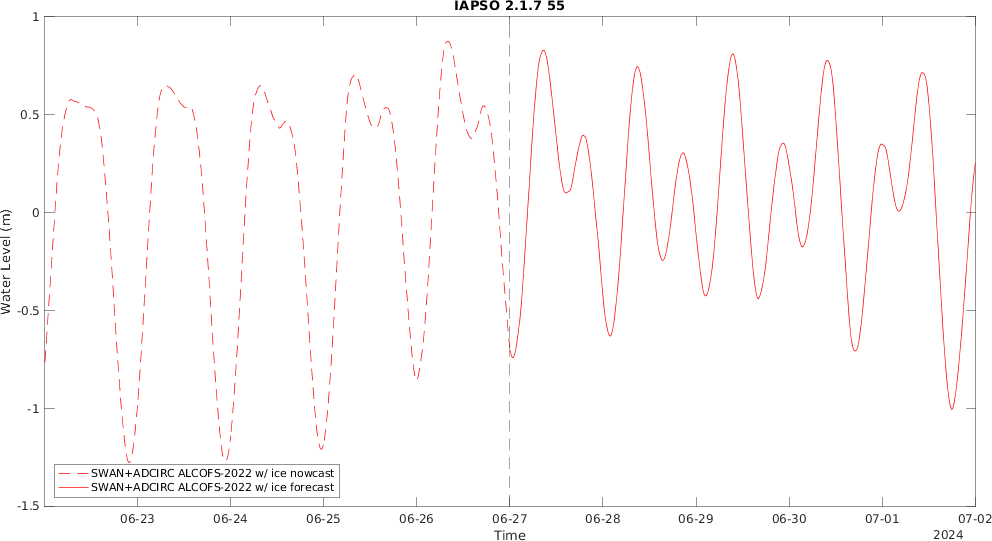 IAPSO 2.1.7 55
1
0.5
0
-0.5
-1
-1.5
Water Level (m)
SWAN+ADCIRC ALCOFS-2022 w/ ice nowcast
SWAN+ADCIRC ALCOFS-2022 w/ ice forecast
06-23 06-24 06-25 06-26 06-27 06-28 06-29 06-30 07-01 07-02
Time
2024